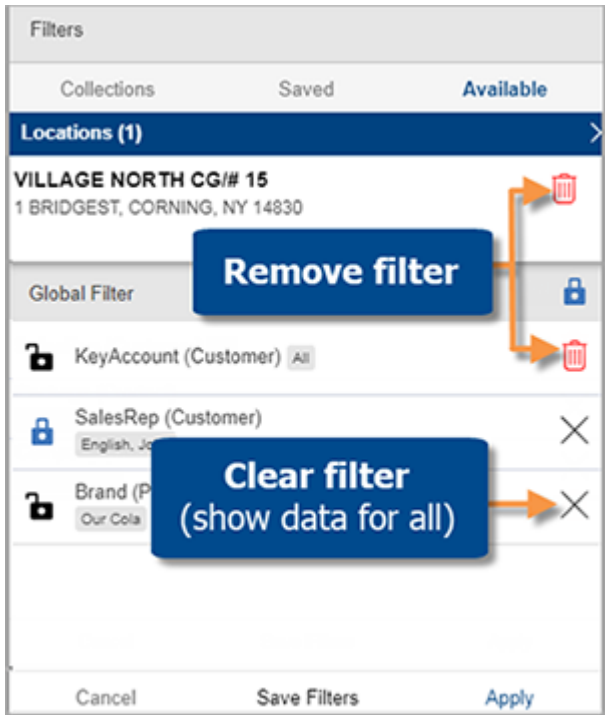 Filters
Collections Saved Available
Locations (1)
VILLAGE NORTH CG/# 15
1 BRIDGEST, CORNING, NY 14830
Remove filter
Global Filter
KeyAccount (Customer) All
SalesRep (Customer)
English,
Clear filter
(show data for all)
Brand
Our Cola
Cancel Save Filters Apply